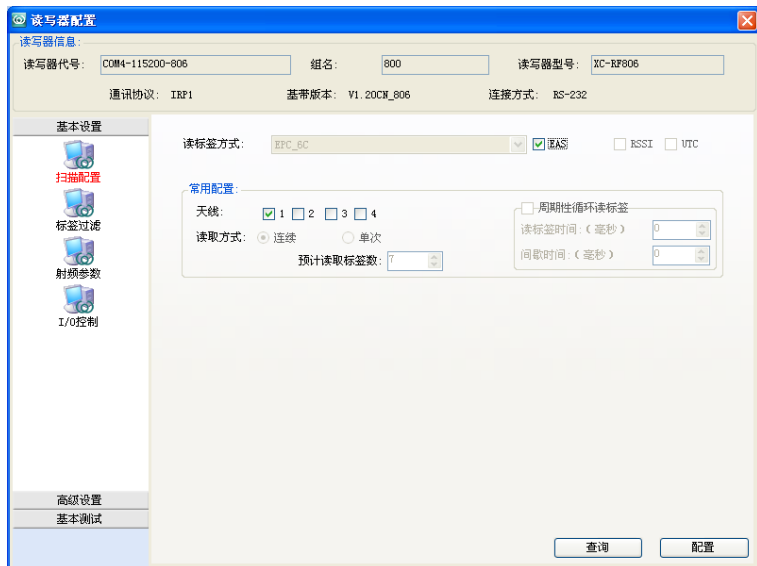 读写器配置
读写器信息:
读写器代号: COM4-115200-806 组名: 800 读写器型号: XC-RF806
通讯协议: IRP1 基带版本: V1.20CN_806 连接方式: RS-232
基本设置
扫描配置
标签过滤
射频参数
I/O控制
高级设置
基本测试
读标签方式: EPC_6C EAS RSSI UTC
常用配置:
天线: 1 2 3 4
读取方式: 连续 单次
预计读取标签数: 7
周期性循环读标签
读标签时间:(毫秒) 0
间歇时间:(毫秒) 0
查询 配置